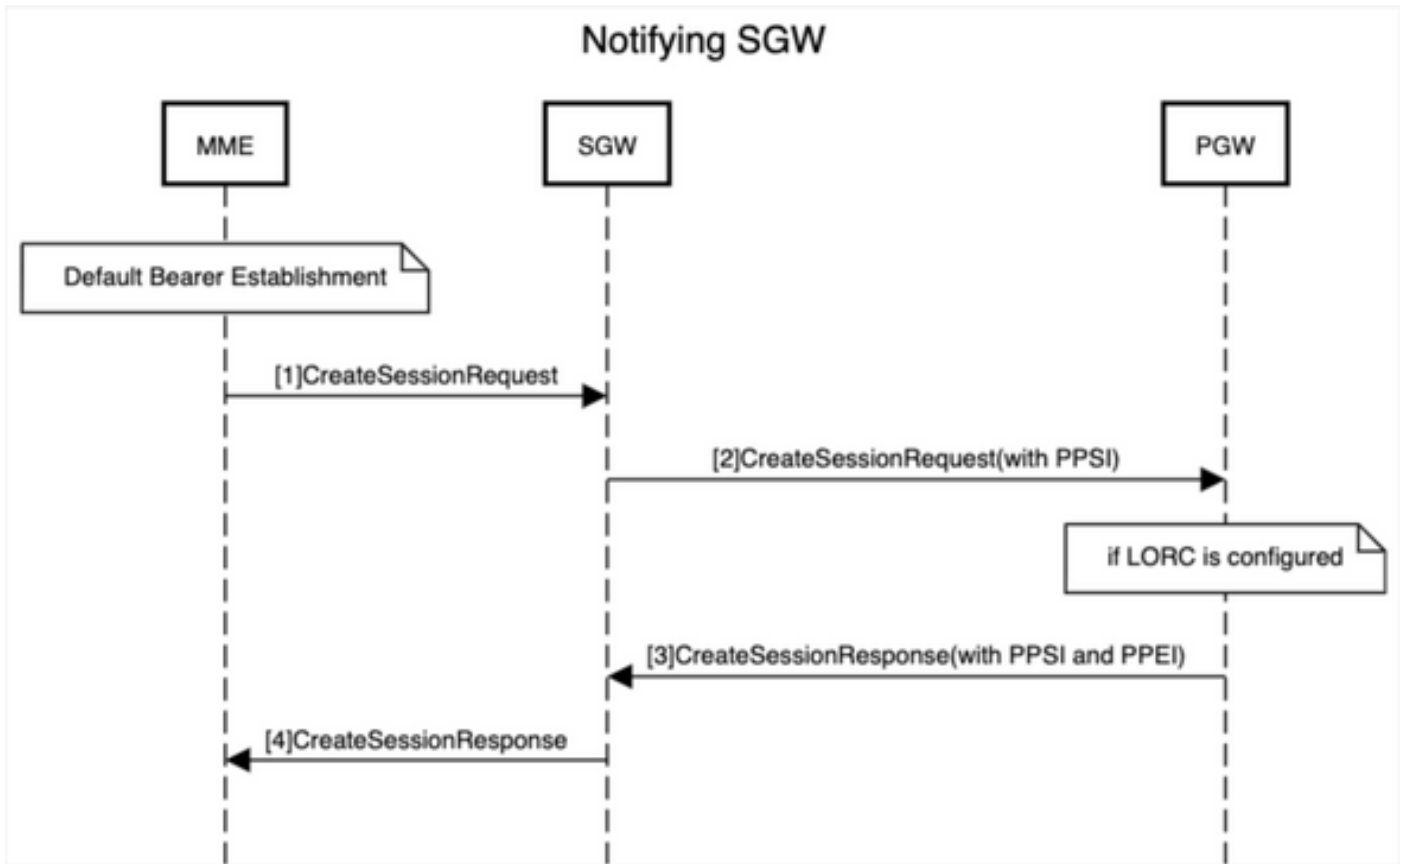 Notifying SGW
MME
SGW
PGW
Default Bearer Establishment
[1]CreateSessionRequest
[2]CreateSessionRequest(with PPSI)
if LORC is configured
[3]CreateSessionResponse(with PPSI and PPEI)
[4]CreateSessionResponse